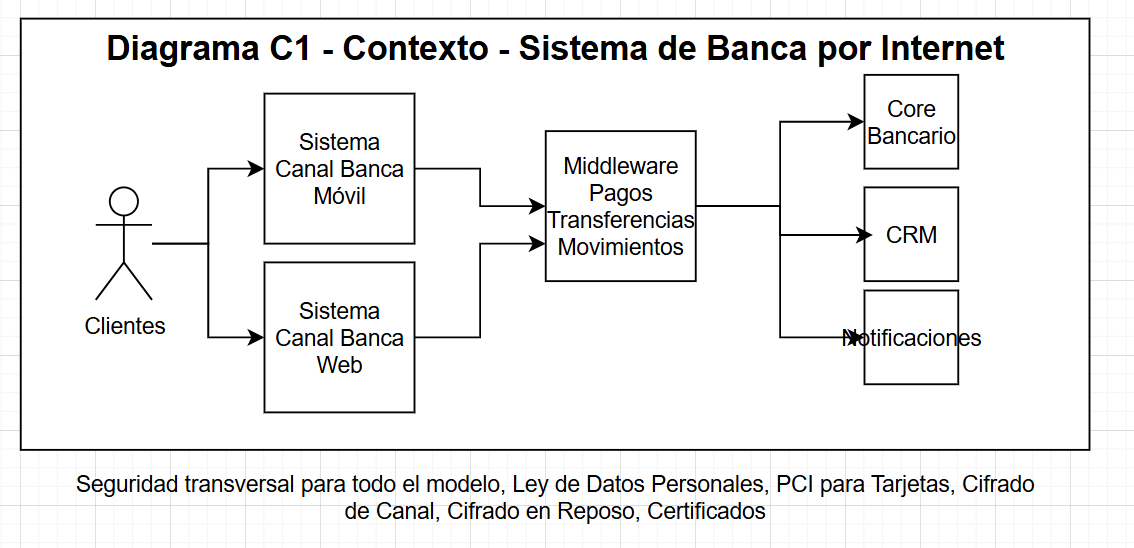 Diagrama C1 - Contexto - Sistema de Banca por Internet
Clientes
Sistema
Canal Banca
Móvil
Sistema
Canal Banca
Web
Middleware
Pagos
Transferencias
Movimientos
Core
Bancario
CRM
Notificaciones
Seguridad transversal para todo el modelo, Ley de Datos Personales, PCI para Tarjetas, Cifrado
de Canal, Cifrado en Reposo, Certificados